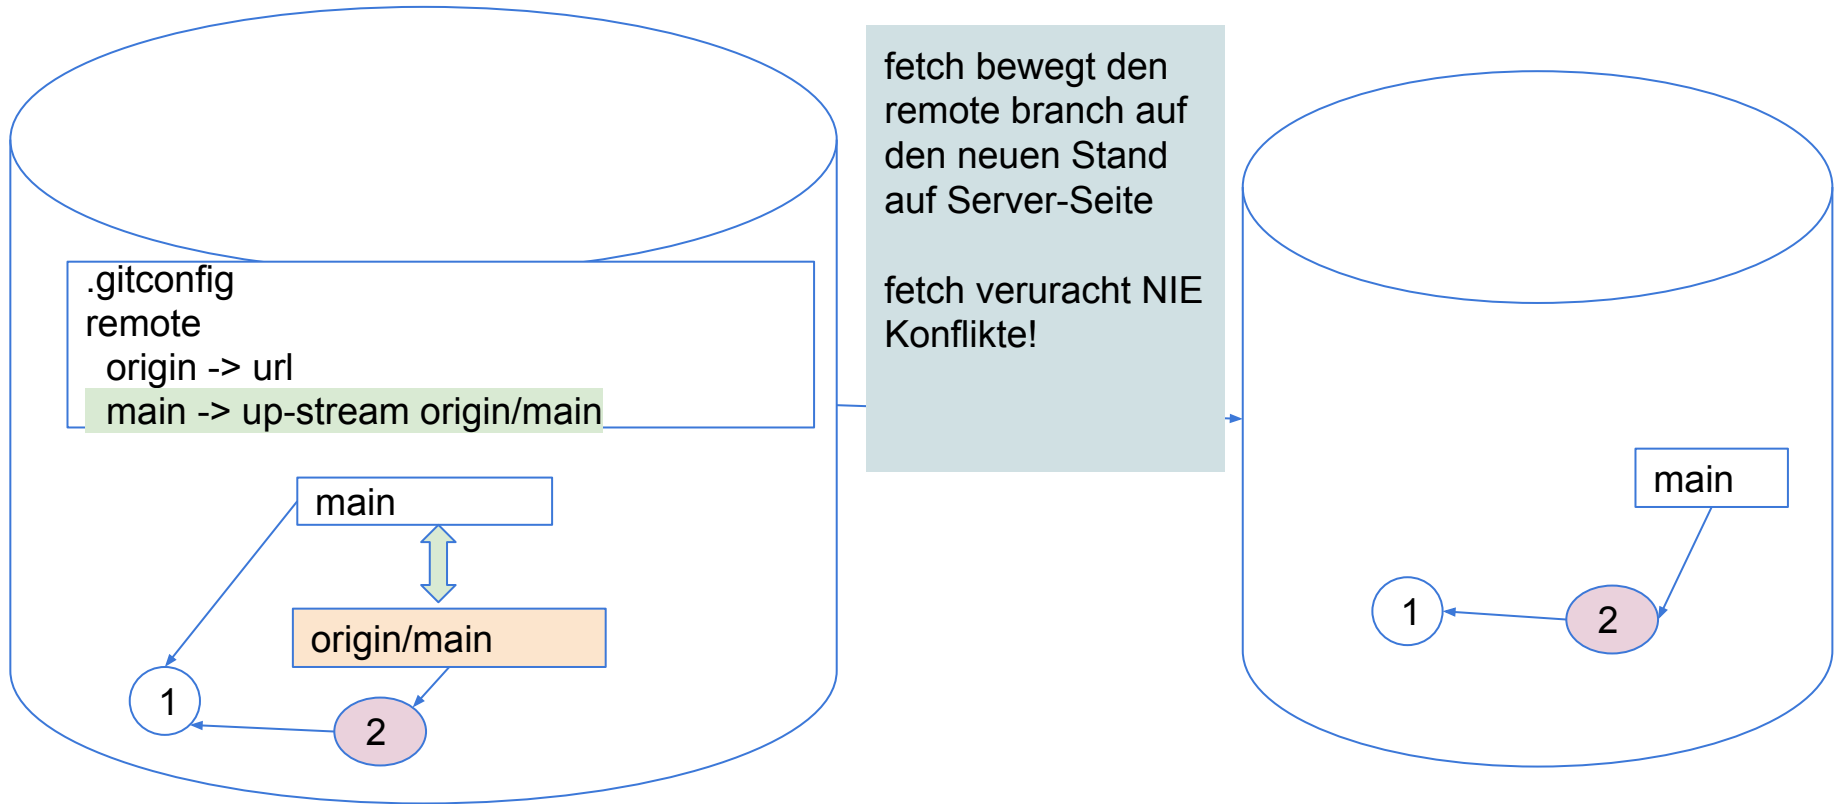 fetch bewegt den
remote branch auf
den neuen Stand
auf Server-Seite
fetch veruracht NIE
Konflikte!
.gitconfig
remote
origin -> url
main -> up-stream origin/main
main
origin/main
1
2
main
1
2